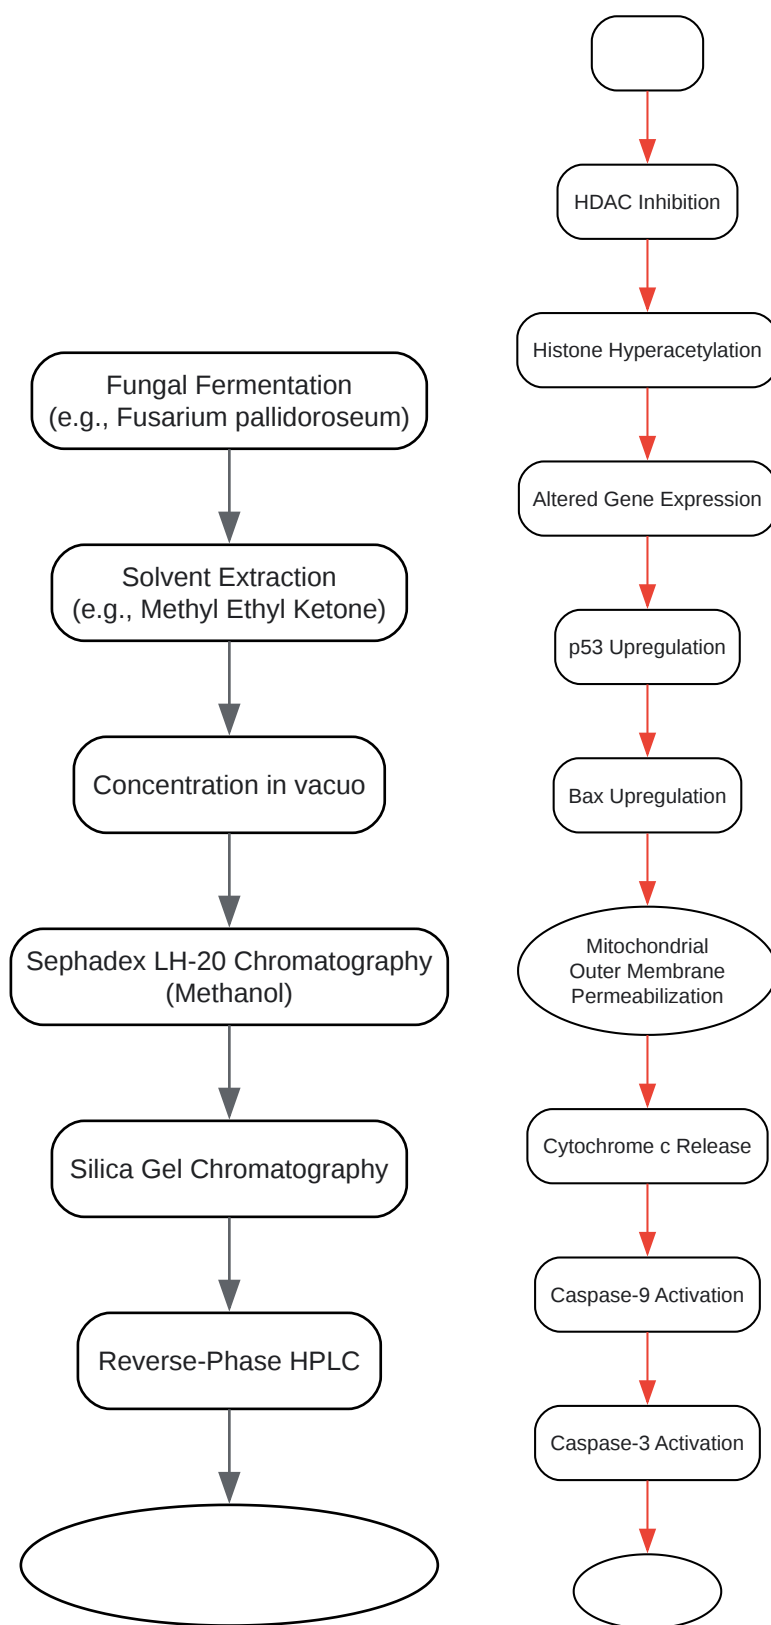 Fungal Fermentation
(e.g., Fusarium pallidoroseum)
Solvent Extraction
(e.g., Methyl Ethyl Ketone)
Concentration in vacuo
Sephadex LH-20 Chromatography
(Methanol)
Silica Gel Chromatography
Reverse-Phase HPLC
HDAC Inhibition
Histone Hyperacetylation
Altered Gene Expression
p53 Upregulation
Bax Upregulation
Mitochondrial
Outer Membrane
Permeabilization
Cytochrome c Release
Caspase-9 Activation
Caspase-3 Activation